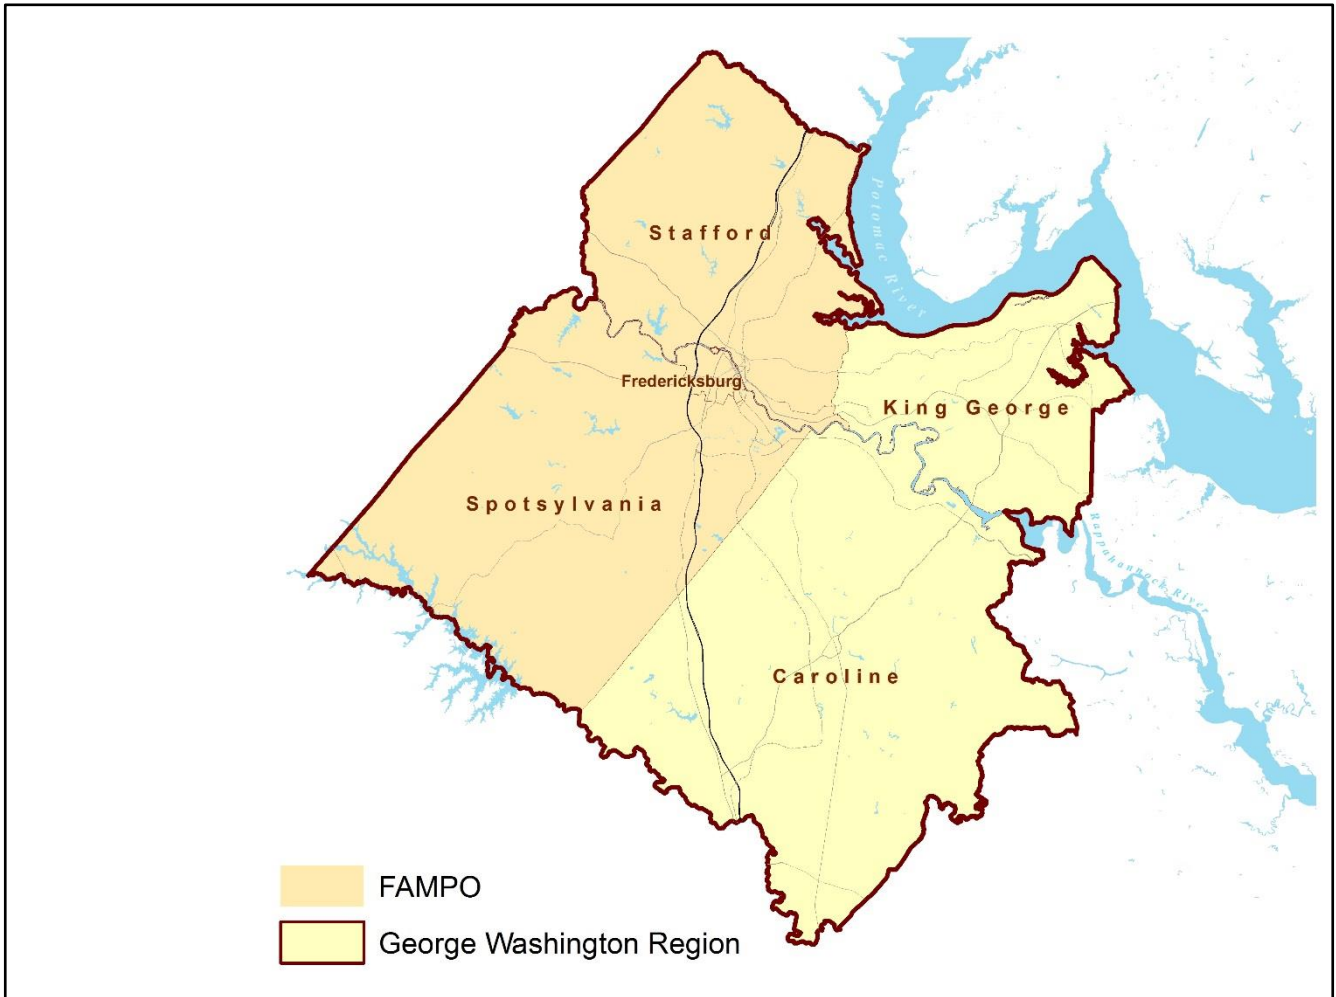 Stafford
Potomac River
Fredericksburg
King George
Spotsylvania
Rappahannock River
Caroline
FAMPO
George Washington Region